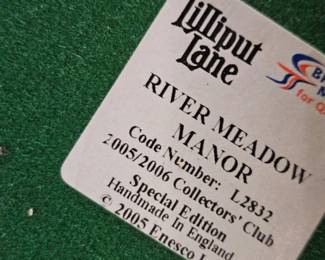 Lilliput
Lane
RIVER MEADOW
MANOR
Code Number: L2832
2005/2006 Collectors' Club
Special Edition
Handmade In England
© 2005 Enesco
for